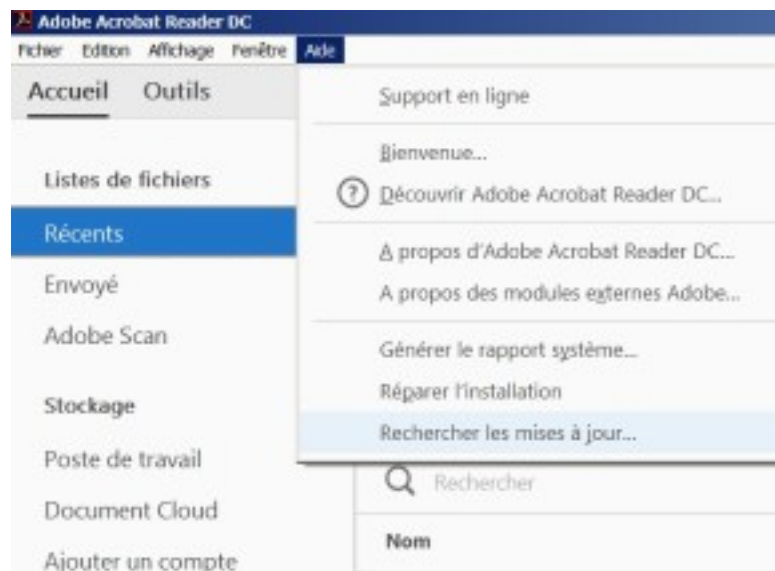 Adobe Acrobat Reader DC
Fichier Edition Affichage Fenêtre Aide
Accueil Outils
Support en ligne
Bienvenue...
Listes de fichiers
Découvrir Adobe Acrobat Reader DC...
Récents
A propos d'Adobe Acrobat Reader DC...
Envoyé
A propos des modules externes Adobe...
Adobe Scan
Générer le rapport système...
Réparer l'installation
Stockage
Rechercher les mises à jour...
Poste de travail
Rechercher
Document Cloud
Nom
Ajouter un compte